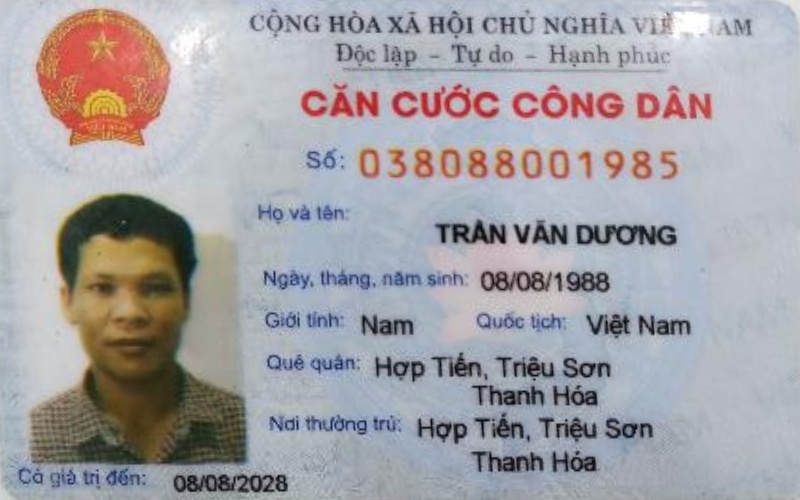 CỘNG HÒA XÃ HỘI CHỦ NGHĨA VIỆT NAM
Độc lập - Tự do - Hạnh phúc
CĂN CƯỚC CÔNG DÂN
Số: 038088001985
Họ và tên:
TRẦN VĂN DƯƠNG
Ngày, tháng, năm sinh: 08/08/1988
Giới tính: Nam Quốc tịch: Việt Nam
Quê quán: Hợp Tiến, Triệu Sơn
Thanh Hóa
Nơi thường trú: Hợp Tiến, Triệu Sơn
Thanh Hóa
Có giá trị đến: 08/08/2028